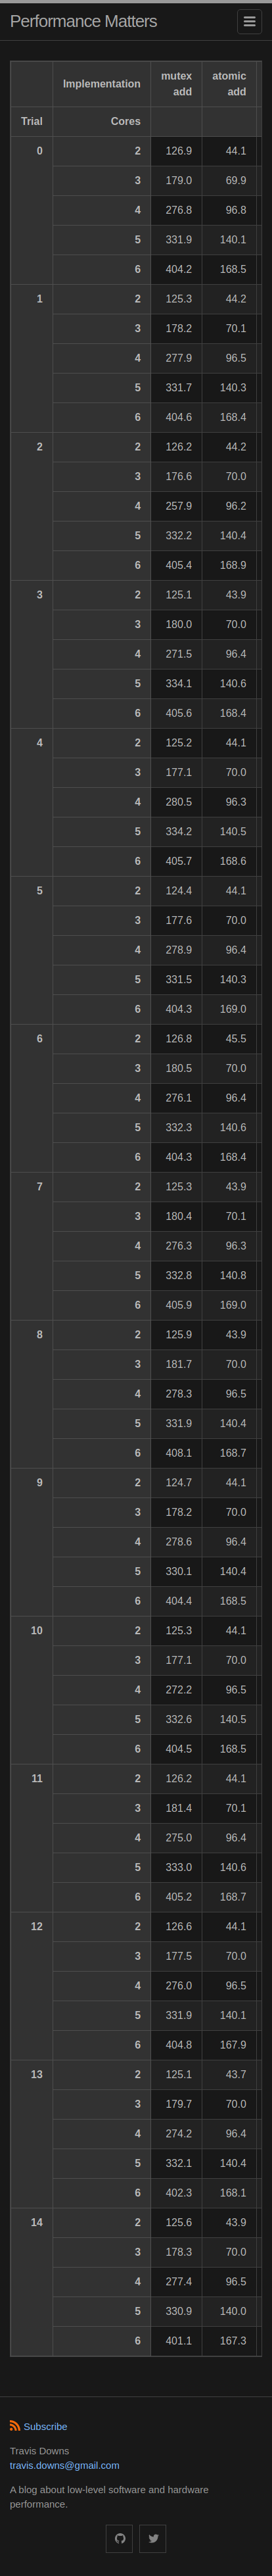 Performance Matters
Implementation mutex add atomic add
Trial Cores
0 2 126.9 44.1
3 179.0 69.9
4 276.8 96.8
5 331.9 140.1
6 404.2 168.5
1 2 125.3 44.2
3 178.2 70.1
4 277.9 96.5
5 331.7 140.3
6 404.6 168.4
2 2 126.2 44.2
3 176.6 70.0
4 257.9 96.2
5 332.2 140.4
6 405.4 168.9
3 2 125.1 43.9
3 180.0 70.0
4 271.5 96.4
5 334.1 140.6
6 405.6 168.4
4 2 125.2 44.1
3 177.1 70.0
4 280.5 96.3
5 334.2 140.5
6 405.7 168.6
5 2 124.4 44.1
3 177.6 70.0
4 278.9 96.4
5 331.5 140.3
6 404.3 169.0
6 2 126.8 45.5
3 180.5 70.0
4 276.1 96.4
5 332.3 140.6
6 404.3 168.4
7 2 125.3 43.9
3 180.4 70.1
4 276.3 96.3
5 332.8 140.8
6 405.9 169.0
8 2 125.9 43.9
3 181.7 70.0
4 278.3 96.5
5 331.9 140.4
6 408.1 168.7
9 2 124.7 44.1
3 178.2 70.0
4 278.6 96.4
5 330.1 140.4
6 404.4 168.5
10 2 125.3 44.1
3 177.1 70.0
4 272.2 96.5
5 332.6 140.5
6 404.5 168.5
11 2 126.2 44.1
3 181.4 70.1
4 275.0 96.4
5 333.0 140.6
6 405.2 168.7
12 2 126.6 44.1
3 177.5 70.0
4 276.0 96.5
5 331.9 140.1
6 404.8 167.9
13 2 125.1 43.7
3 179.7 70.0
4 274.2 96.4
5 332.1 140.4
6 402.3 168.1
14 2 125.6 43.9
3 178.3 70.0
4 277.4 96.5
5 330.9 140.0
6 401.1 167.3
Subscribe
Travis Downs
travis.downs@gmail.com
A blog about low-level software and hardware
performance.